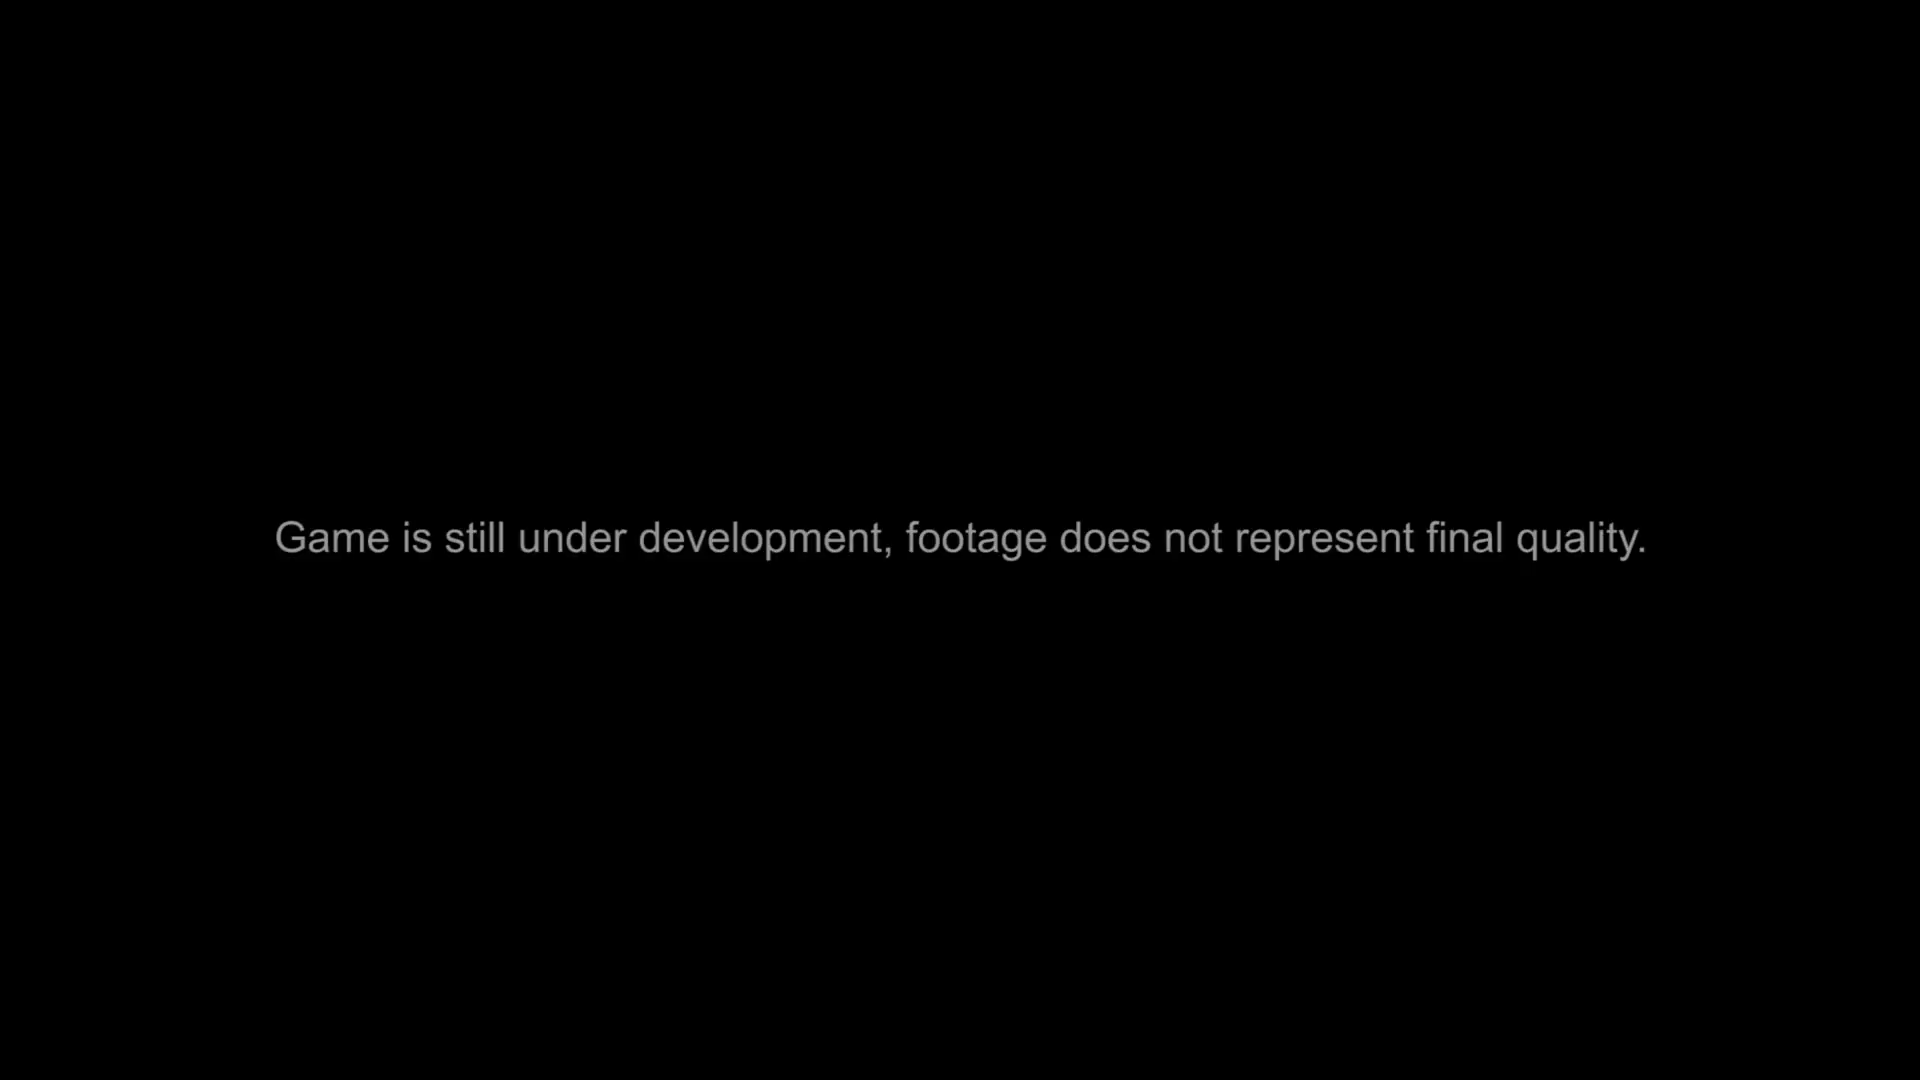 Game is still under development, footage does not represent final quality.